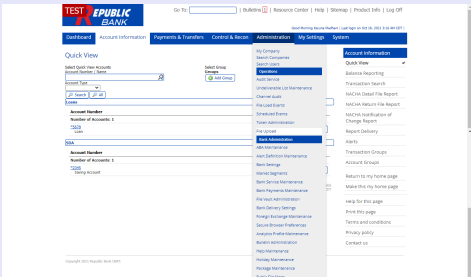 TEST REPUBLIC BANK
Go To: | Bulletins | Resource Center | Help | Sitemap | Product Info | Log Off
Dashboard Account Information Payments & Transfers Control & Recon Administration My Settings System
Quick View
Select Quick View Accounts
Account Number | Name
Account Type
Search All
Select Group
Groups
Add Group
Loans
Account Number
Number of Accounts: 1
Loan
Account Number
Number of Accounts: 1
Saving Account
My Company
Search Companies
Search Users
Operations
Audit Service
Undeliverable List Maintenance
Channel Audit
File Load Events
Scheduled Events
Token Administration
File Upload
Bank Administration
ABA Maintenance
Alert Definition Maintenance
Bank Settings
Market Segments
Bank Service Maintenance
Bank Payments Maintenance
File Vault Administration
Bank Delivery Settings
Foreign Exchange Maintenance
Secure Browser Preferences
Analytics Profile Maintenance
Bulletin Administration
Help Maintenance
Holiday Maintenance
Package Maintenance
Account Information
Quick View
Balance Reporting
Transaction Search
NACHA Detail File Report
NACHA Return File Report
NACHA Notification of
Change Report
Report Delivery
Alerts
Transaction Groups
Account Groups
Return to my home page
Make this my home page
Help for this page
Print this page
Terms and conditions
Privacy policy
Contact us